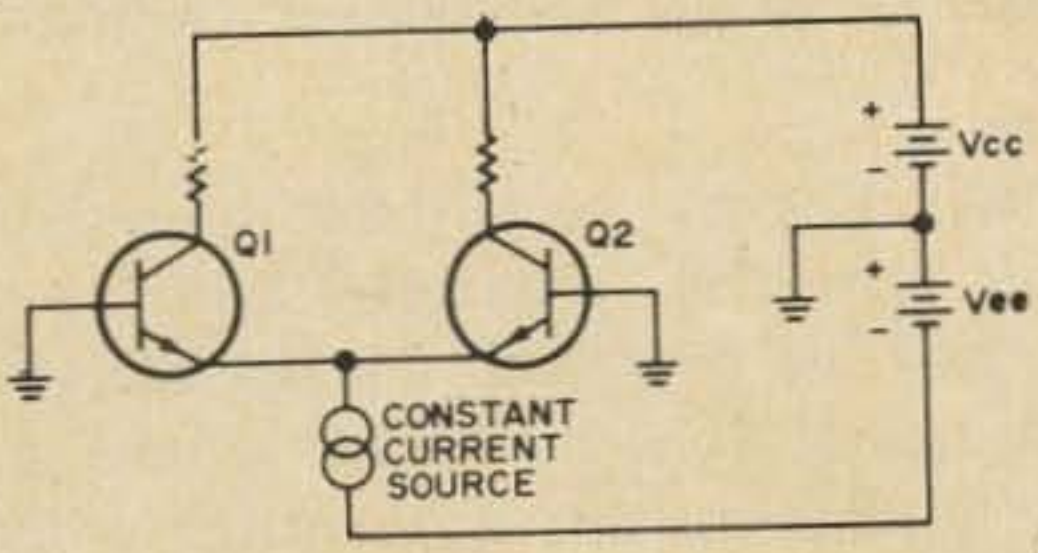 +
Vcc
-
Q1
Q2
+
Vee
-
CONSTANT
CURRENT
SOURCE